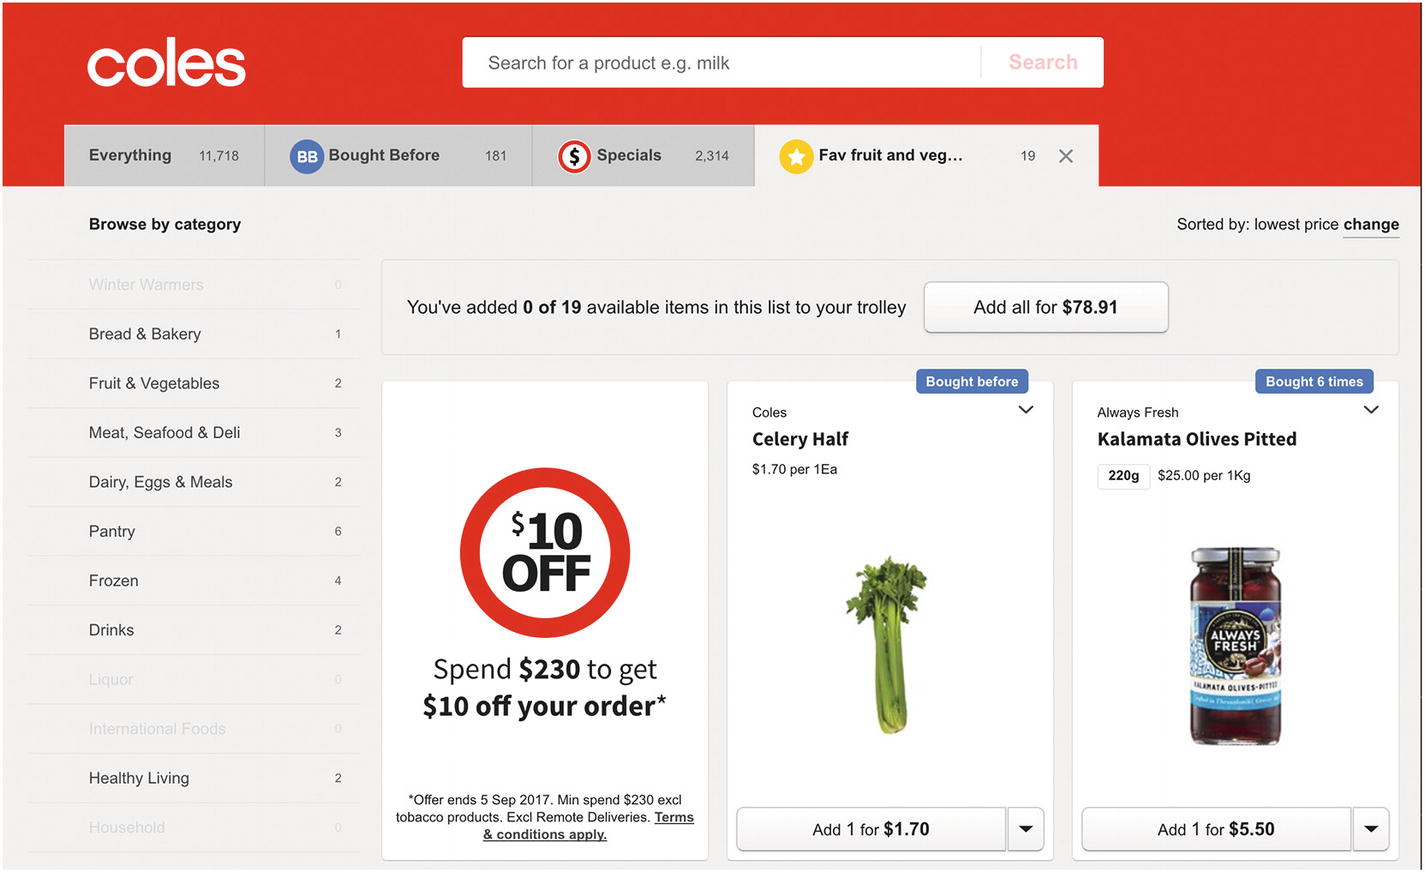 coles
Search for a product e.g. milk
Search
Everything 11,718
BB Bought Before 181
$ Specials 2,314
Fav fruit and veg... 19
Browse by category
Sorted by: lowest price change
Winter Warmers 0
Bread & Bakery 1
Fruit & Vegetables 2
Meat, Seafood & Deli 3
Dairy, Eggs & Meals 2
Pantry 6
Frozen 4
Drinks 2
Liquor 0
International Foods 0
Healthy Living 2
Household 0
You've added 0 of 19 available items in this list to your trolley
Add all for $78.91
$10
OFF
Spend $230 to get
$10 off your order*
*Offer ends 5 Sep 2017. Min spend $230 excl
tobacco products. Excl Remote Deliveries. Terms
& conditions apply.
Bought before
Coles
Celery Half
$1.70 per 1Ea
Add 1 for $1.70
Bought 6 times
Always Fresh
Kalamata Olives Pitted
220g $25.00 per 1Kg
ALWAYS
FRESH
KALAMATA OLIVES-PITTED
Add 1 for $5.50